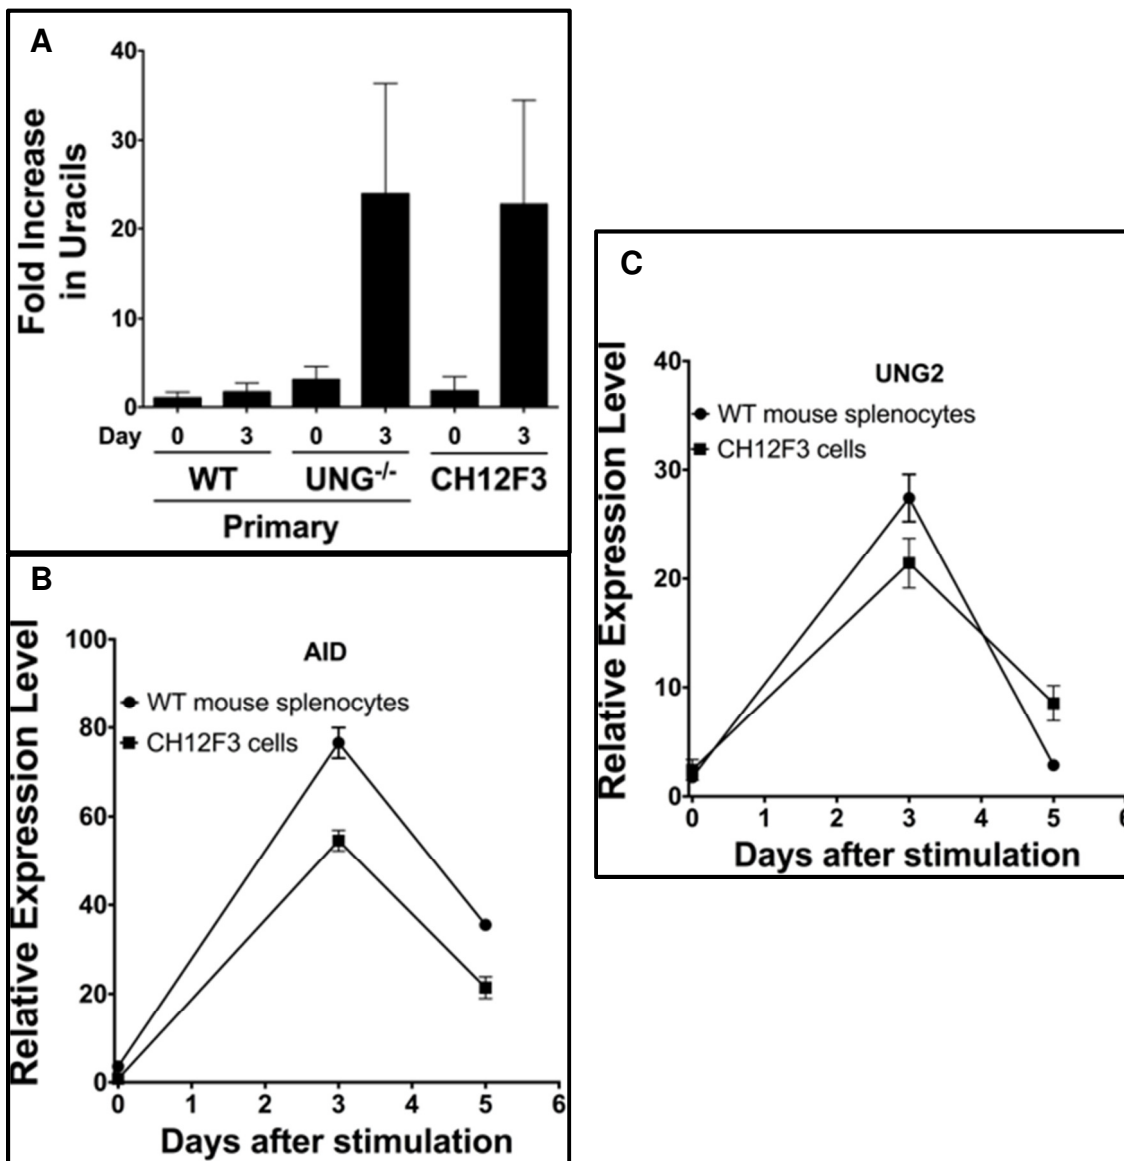 A
Fold Increase
in Uracils
40
30
20
10
0
Day 0 3 0 3 0 3
WT UNG-/- CH12F3
Primary
B
Relative Expression Level
100
80
60
40
20
0
AID
WT mouse splenocytes
CH12F3 cells
0 1 2 3 4 5 6
Days after stimulation
C
Relative Expression Level
40
30
20
10
0
UNG2
WT mouse splenocytes
CH12F3 cells
0 1 2 3 4 5 6
Days after stimulation